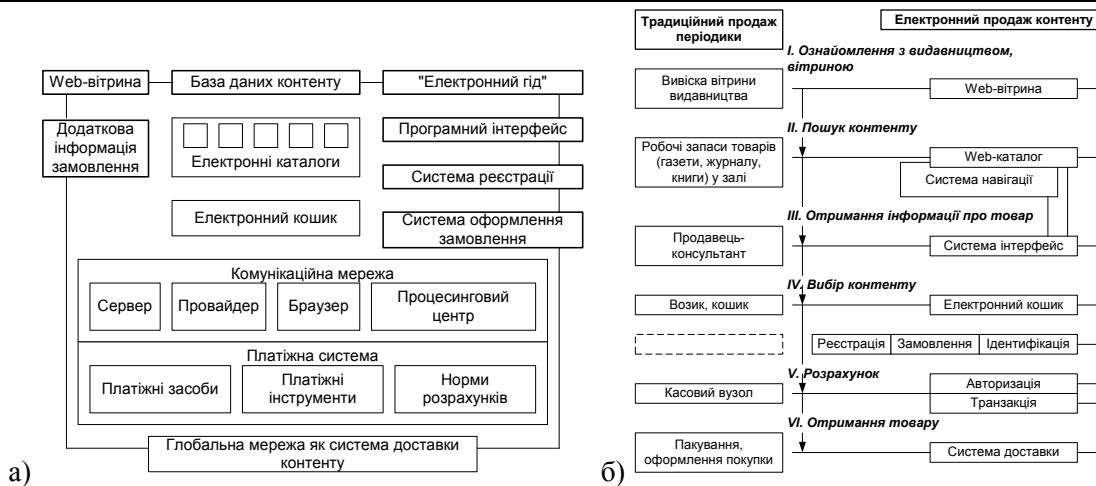 Web-вітрина
База даних контенту
"Електронний гід"
Додаткова
інформація
замовлення
Електронні каталоги
Електронний кошик
Програмний інтерфейс
Система реєстрації
Система оформлення
замовлення
Комунікаційна мережа
Сервер
Провайдер
Браузер
Процесинговий
центр
Платіжна система
Платіжні засоби
Платіжні
інструменти
Норми
розрахунків
Глобальна мережа як система доставки
контенту
а)
Традиційний продаж
періодики
Електронний продаж контенту
I. Ознайомлення з видавництвом,
вітриною
Вивіска вітрини
видавництва
Web-вітрина
II. Пошук контенту
Робочі запаси товарів
(газети, журналу,
книги) у залі
Web-каталог
Система навігації
III. Отримання інформації про товар
Продавець-
консультант
Система інтерфейс
IV. Вибір контенту
Возик, кошик
Електронний кошик
Реєстрація
Замовлення
Ідентифікація
V. Розрахунок
Касовий вузол
Авторизація
Транзакція
VI. Отримання товару
Пакування,
оформлення покупки
Система доставки
б)